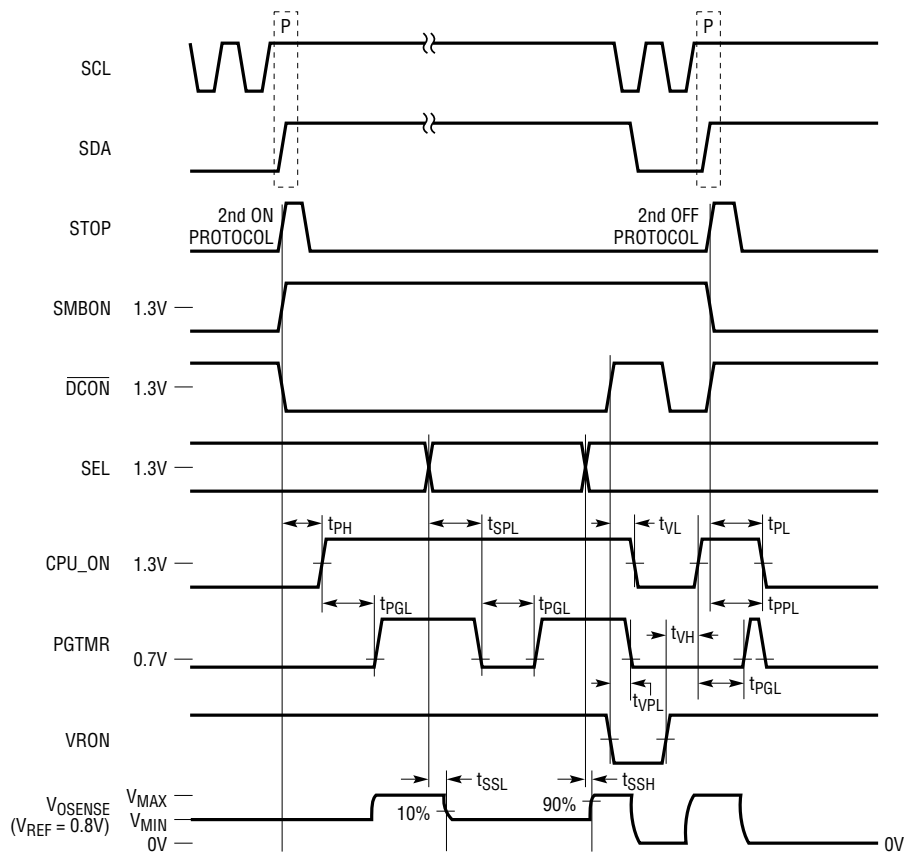 P P
SCL
SDA
STOP
2nd ON
PROTOCOL
2nd OFF
PROTOCOL
SMBON 1.3V
DCON 1.3V
SEL 1.3V
tPH tSPL tVL tPL
CPU_ON 1.3V
tPGL tPGL tPPL
PGTMR
tVH
0.7V
tPGL
tVPL
VRON
tSSL tSSH
VOSENSE
(VREF = 0.8V)
VMAX
VMIN
0V
10%
90%
0V